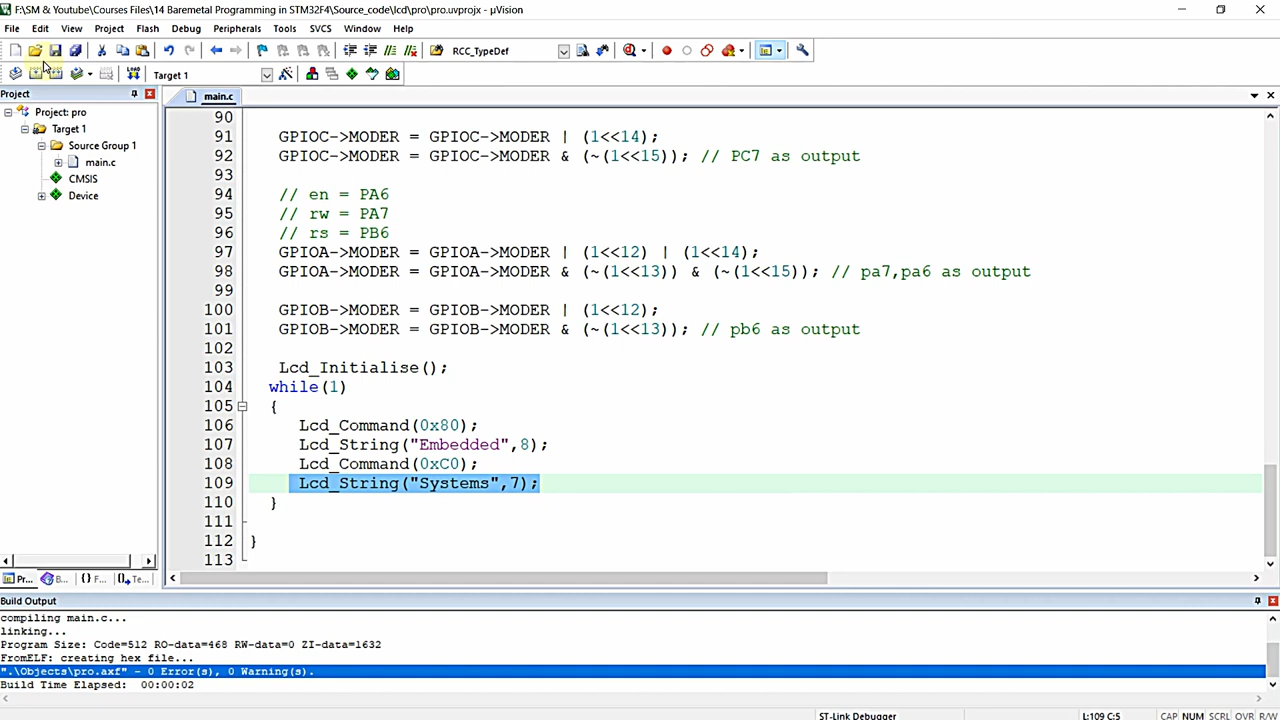 F:\SM & Youtube\Courses Files\14 Baremetal Programming in STM32F4\Source_code\lcd\pro\pro.uvprojx - µVision
File Edit View Project Flash Debug Peripherals Tools SVCS Window Help
RCC_TypeDef
LOAD
Target 1
Project
main.c
Project: pro
Target 1
Source Group 1
main.c
CMSIS
Device
90
91 GPIOC->MODER = GPIOC->MODER | (1<<14);
92 GPIOC->MODER = GPIOC->MODER & (~(1<<15)); // PC7 as output
93
94 // en = PA6
95 // rw = PA7
96 // rs = PB6
97 GPIOA->MODER = GPIOA->MODER | (1<<12) | (1<<14);
98 GPIOA->MODER = GPIOA->MODER & (~(1<<13)) & (~(1<<15)); // pa7,pa6 as output
99
100 GPIOB->MODER = GPIOB->MODER | (1<<12);
101 GPIOB->MODER = GPIOB->MODER & (~(1<<13)); // pb6 as output
102
103 Lcd_Initialise();
104 while(1)
105 {
106 Lcd_Command(0x80);
107 Lcd_String("Embedded",8);
108 Lcd_Command(0xC0);
109 Lcd_String("Systems",7);
110 }
111
112 }
113
Pr... B... {} F... Te...
Build Output
compiling main.c...
linking...
Program Size: Code=512 RO-data=468 RW-data=0 ZI-data=1632
FromELF: creating hex file...
".\Objects\pro.axf" - 0 Error(s), 0 Warning(s).
Build Time Elapsed: 00:00:02
ST-Link Debugger L:109 C:5 CAP NUM SCRL OVR R/W